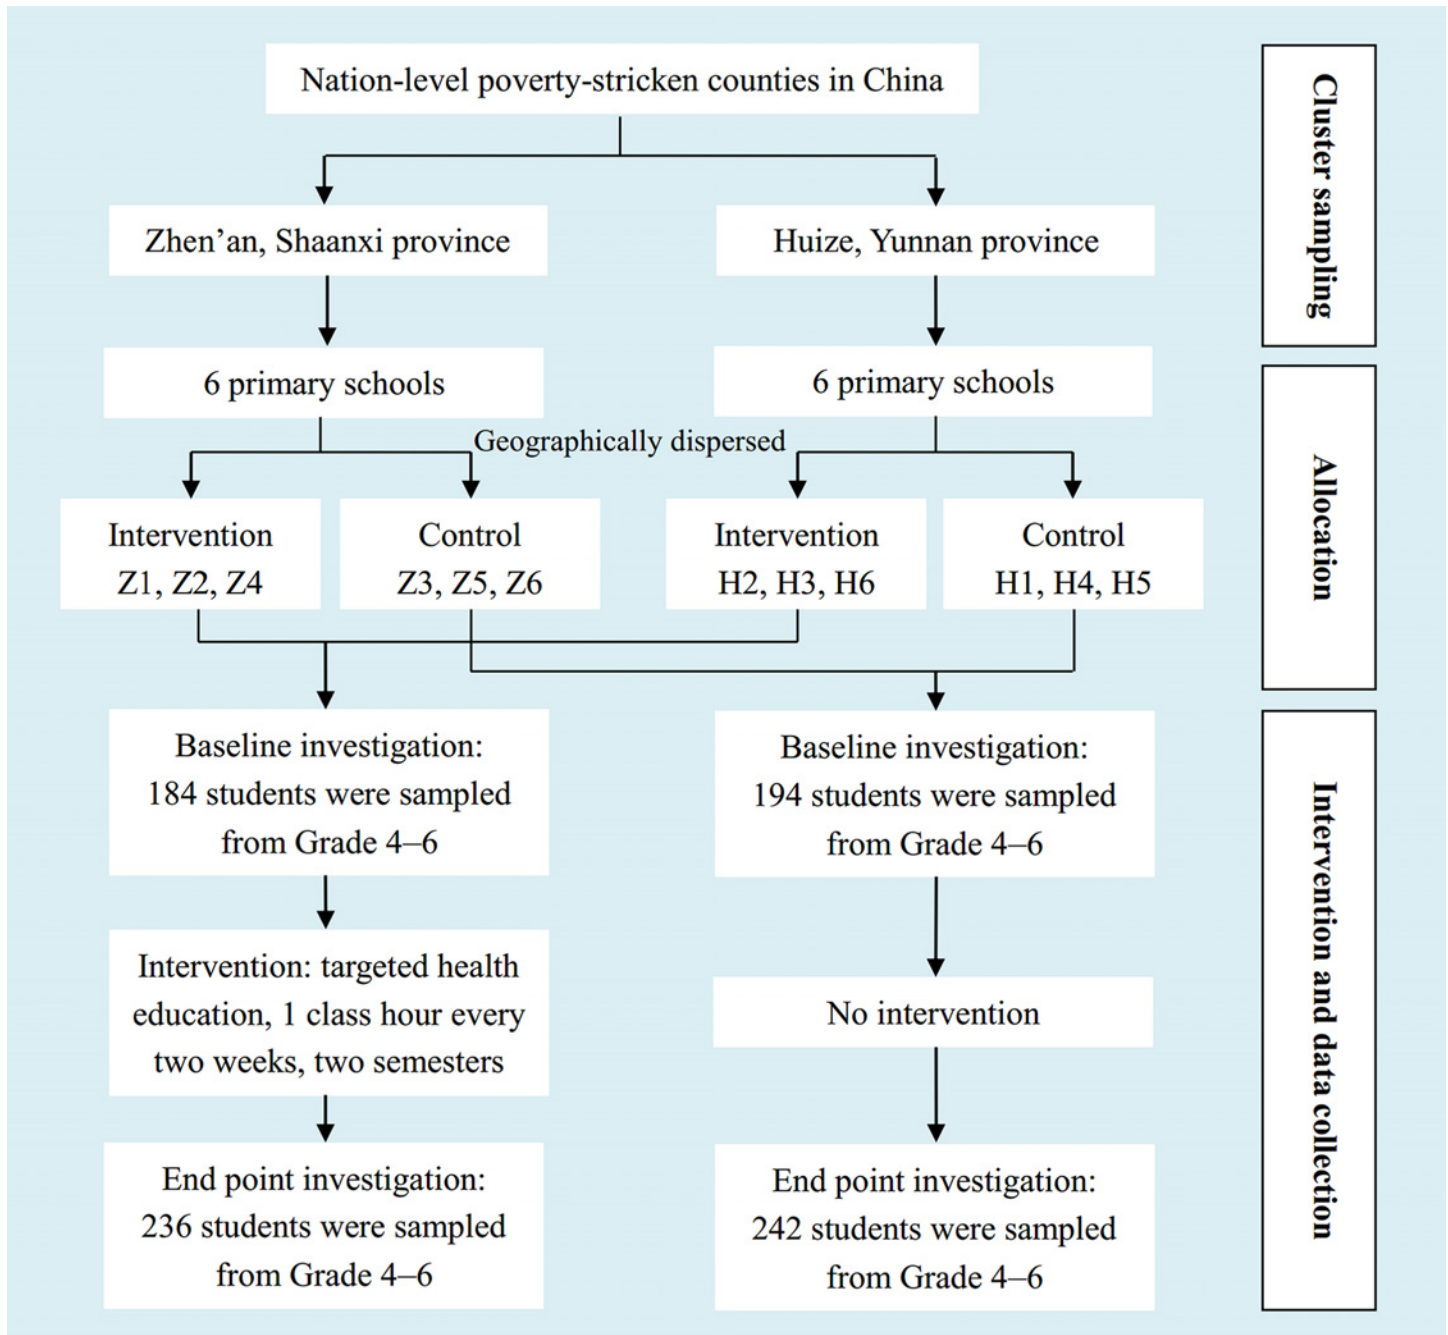 Nation-level poverty-stricken counties in China
Cluster sampling
Zhen’an, Shaanxi province
Huize, Yunnan province
6 primary schools
6 primary schools
Allocation
Geographically dispersed
Intervention
Z1, Z2, Z4
Control
Z3, Z5, Z6
Intervention
H2, H3, H6
Control
H1, H4, H5
Baseline investigation:
184 students were sampled
from Grade 4–6
Baseline investigation:
194 students were sampled
from Grade 4–6
Intervention and data collection
Intervention: targeted health
education, 1 class hour every
two weeks, two semesters
No intervention
End point investigation:
236 students were sampled
from Grade 4–6
End point investigation:
242 students were sampled
from Grade 4–6